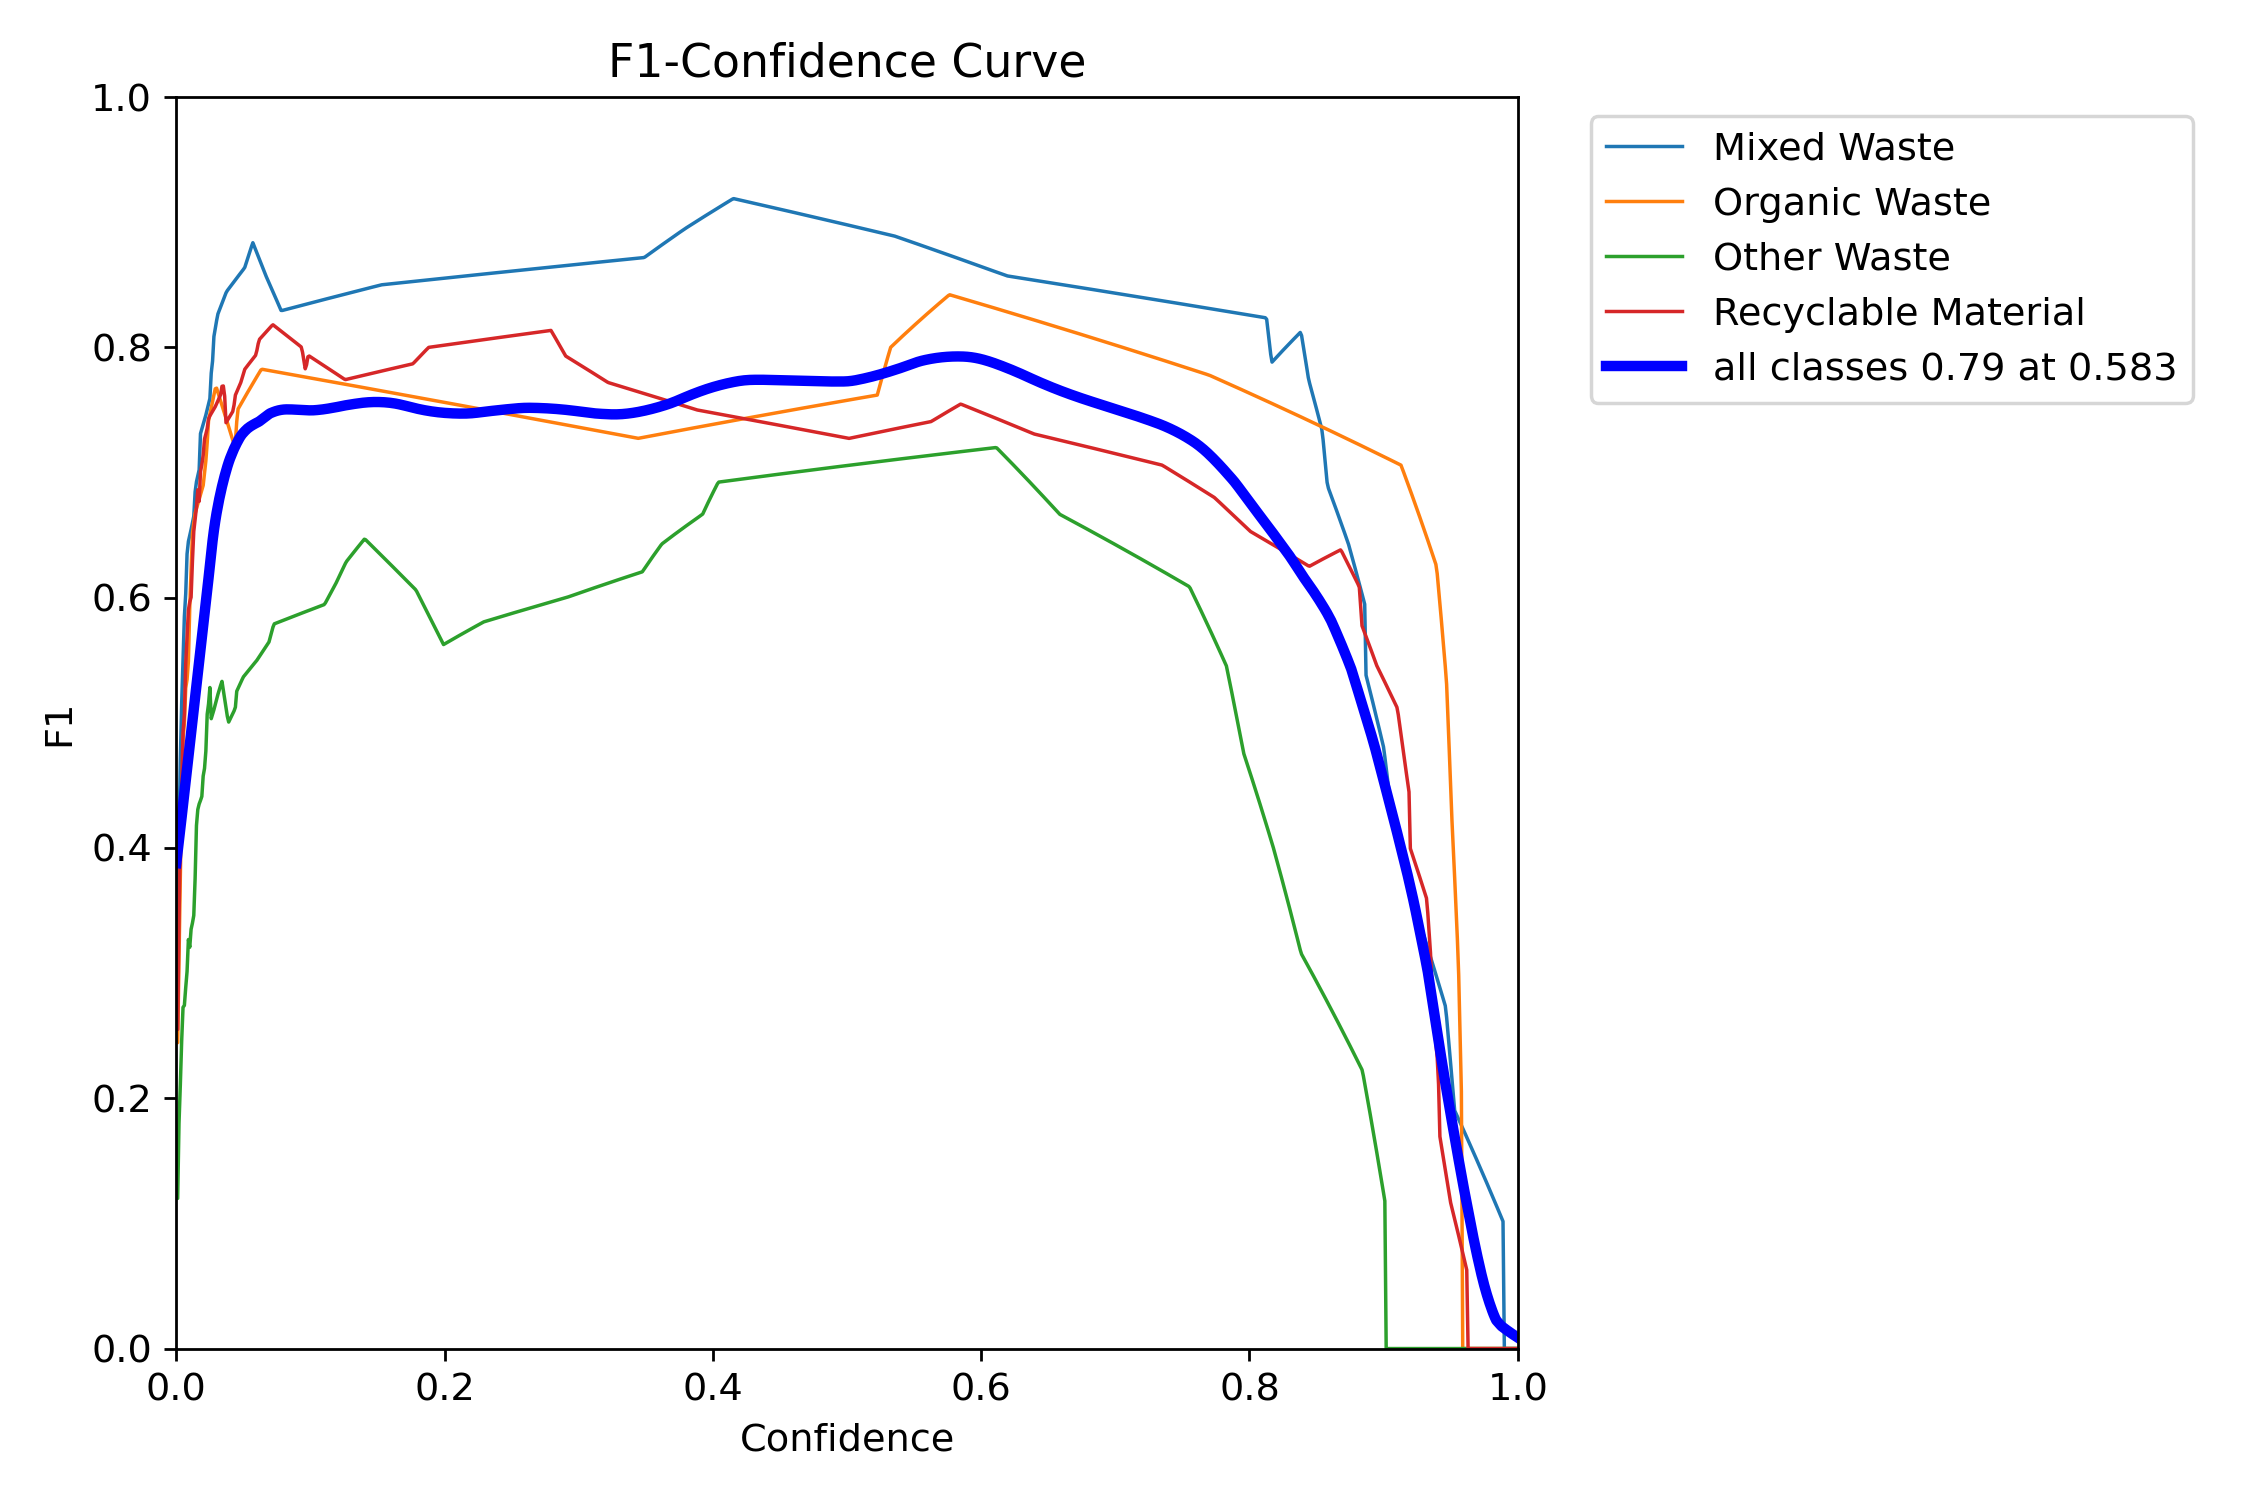 F1-Confidence Curve
1.0
0.8
0.6
0.4
0.2
0.0
F1
0.0 0.2 0.4 0.6 0.8 1.0
Confidence
Mixed Waste
Organic Waste
Other Waste
Recyclable Material
all classes 0.79 at 0.583